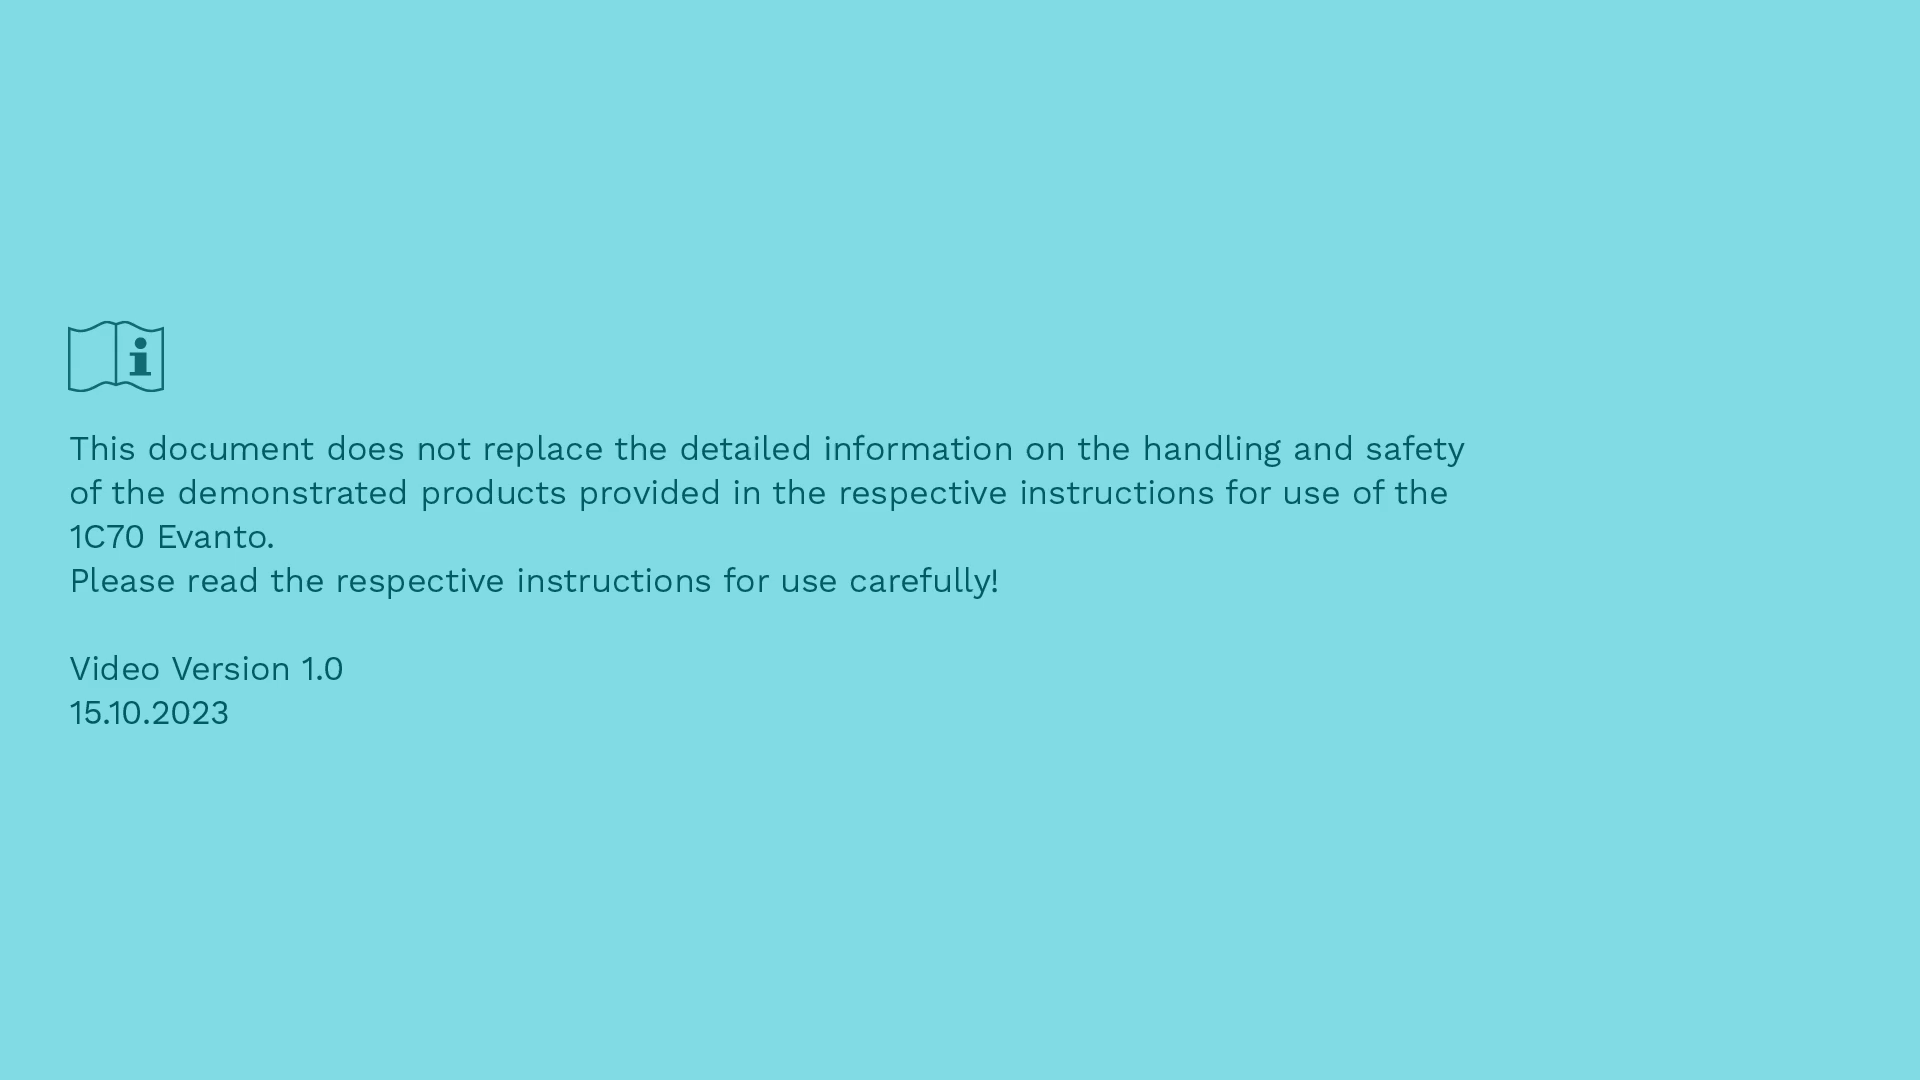 This document does not replace the detailed information on the handling and safety
of the demonstrated products provided in the respective instructions for use of the
1C70 Evanto.
Please read the respective instructions for use carefully!
Video Version 1.0
15.10.2023